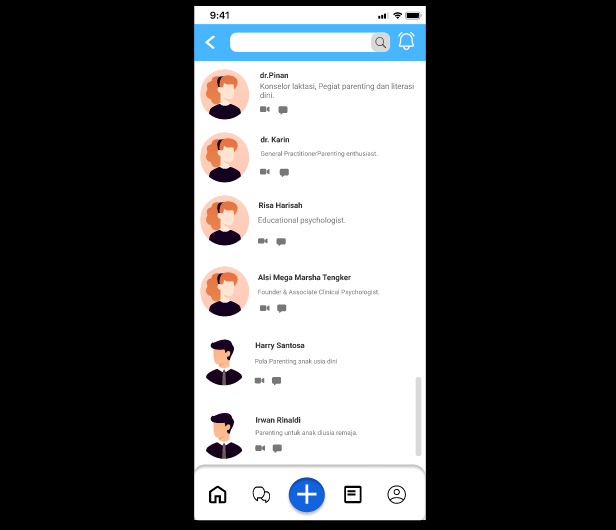 9:41
dr.Pinan
Konselor laktasi, Pegiat parenting dan literasi
dini.
dr. Karin
General PractitionerParenting enthusiast.
Risa Harisah
Educational psychologist.
Alsi Mega Marsha Tengker
Founder & Associate Clinical Psychologist.
Harry Santosa
Pola Parenting anak usia dini
Irwan Rinaldi
Parenting untuk anak diusia remaja.